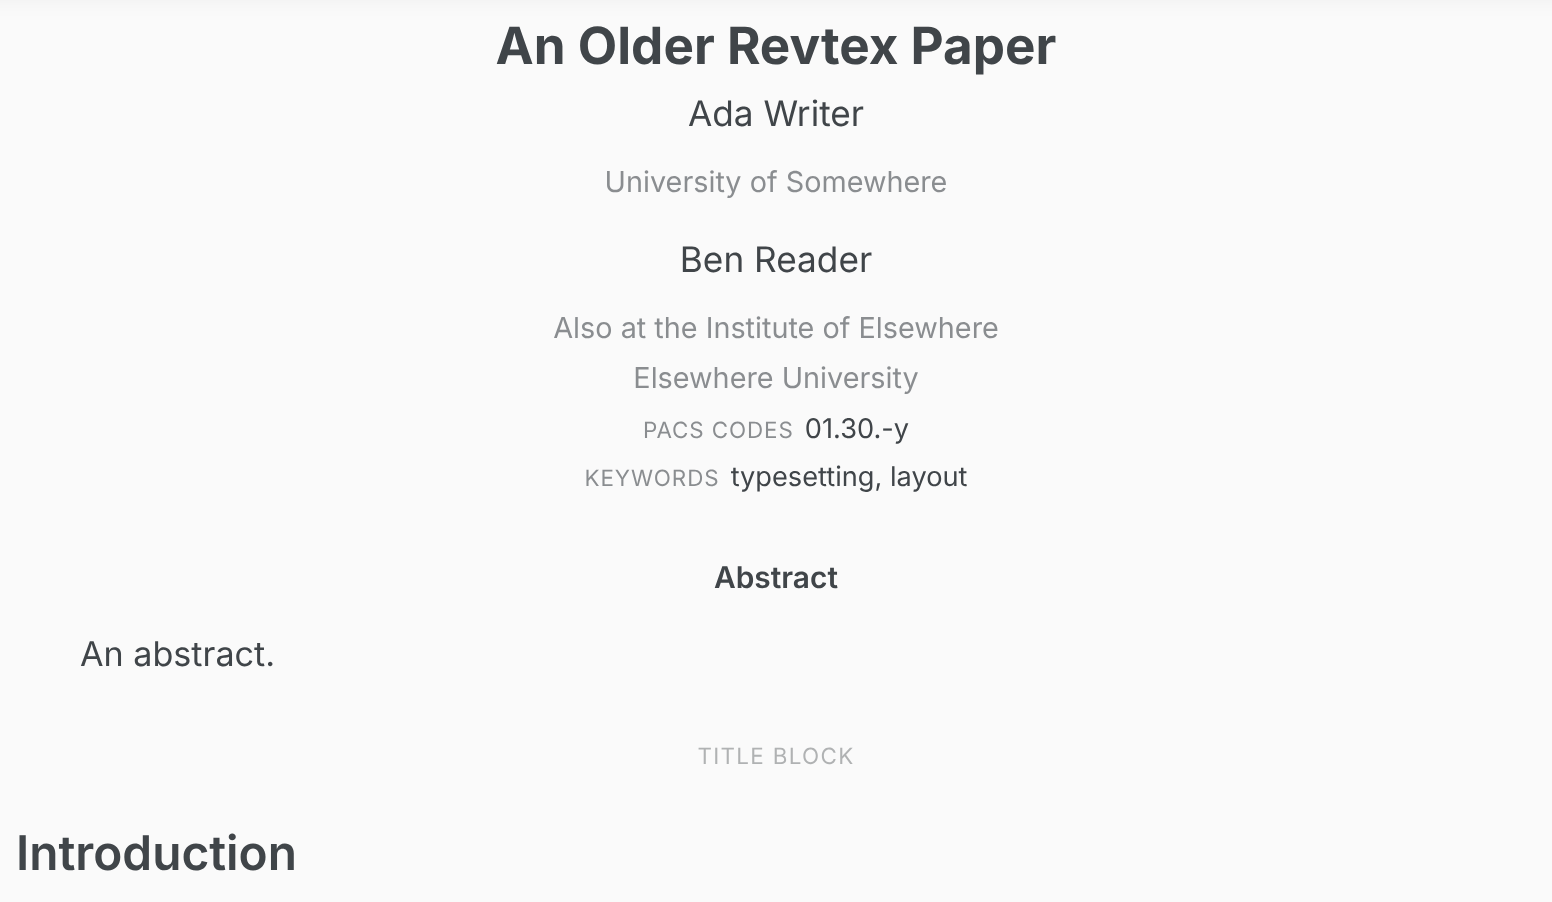 An Older Revtex Paper
Ada Writer
University of Somewhere
Ben Reader
Also at the Institute of Elsewhere
Elsewhere University
PACS CODES 01.30.-y
KEYWORDS typesetting, layout
Abstract
An abstract.
TITLE BLOCK
Introduction